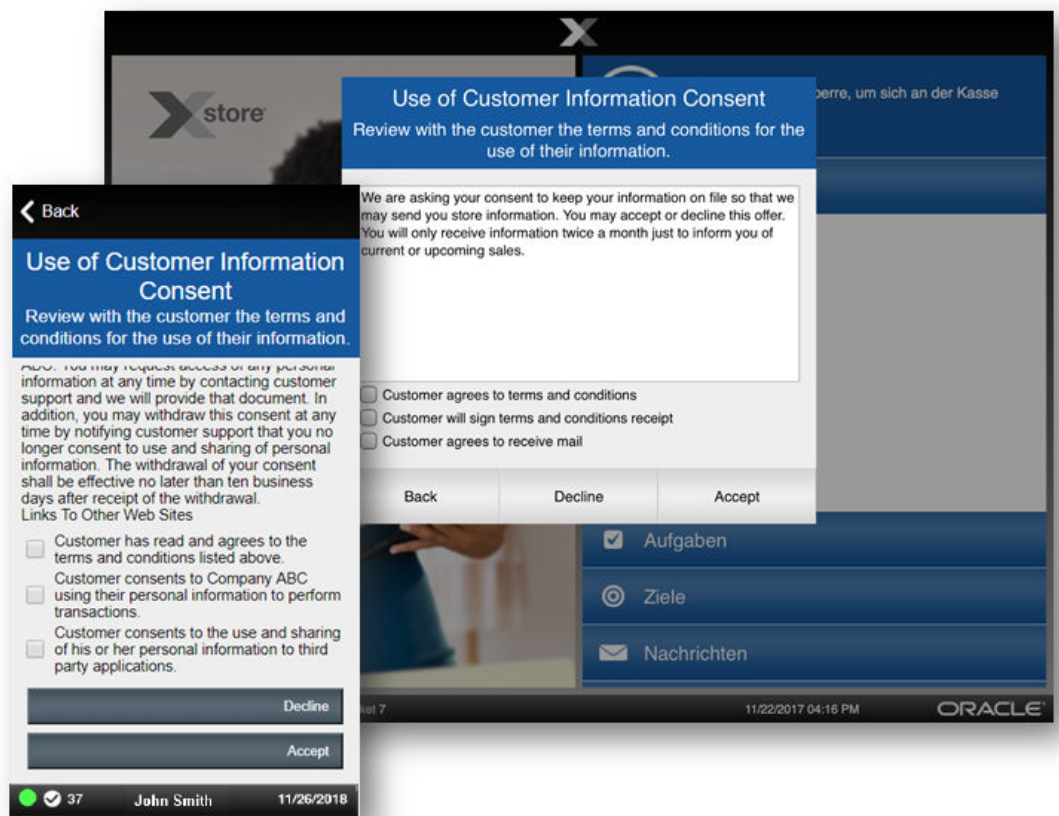 X
store
perre, um sich an der Kasse
Use of Customer Information Consent
Review with the customer the terms and conditions for the
use of their information.
We are asking your consent to keep your information on file so that we
may send you store information. You may accept or decline this offer.
You will only receive information twice a month just to inform you of
current or upcoming sales.
Customer agrees to terms and conditions
Customer will sign terms and conditions receipt
Customer agrees to receive mail
Back
Decline
Accept
Aufgaben
Ziele
Nachrichten
ket 7
11/22/2017 04:16 PM
ORACLE
Back
Use of Customer Information
Consent
Review with the customer the terms and
conditions for the use of their information.
ABC. You may request access of any personal
information at any time by contacting customer
support and we will provide that document. In
addition, you may withdraw this consent at any
time by notifying customer support that you no
longer consent to use and sharing of personal
information. The withdrawal of your consent
shall be effective no later than ten business
days after receipt of the withdrawal.
Links To Other Web Sites
Customer has read and agrees to the
terms and conditions listed above.
Customer consents to Company ABC
using their personal information to perform
transactions.
Customer consents to the use and sharing
of his or her personal information to third
party applications.
Decline
Accept
37
John Smith
11/26/2018